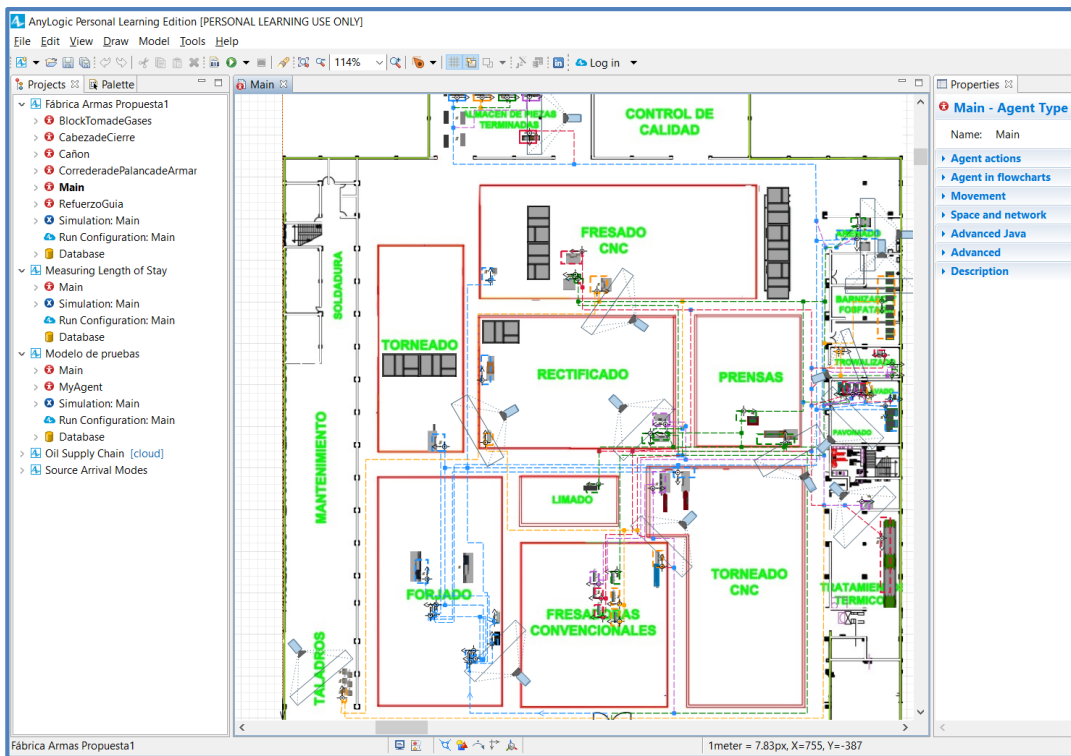 AnyLogic Personal Learning Edition [PERSONAL LEARNING USE ONLY]
File Edit View Draw Model Tools Help
114% Log in
Projects Palette
Fábrica Armas Propuesta1
BlockTomadeGases
CabezadeCierre
Cañon
CorrederadePalancadeArmar
Main
RefuerzoGuia
Simulation: Main
Run Configuration: Main
Database
Measuring Length of Stay
Main
Simulation: Main
Run Configuration: Main
Database
Modelo de pruebas
Main
MyAgent
Simulation: Main
Run Configuration: Main
Database
Oil Supply Chain [cloud]
Source Arrival Modes
Main
ALMACEN DE PIEZAS
TERMINADAS
CONTROL DE
CALIDAD
FRESADO
CNC
SOLDADURA
TORNEADO
RECTIFICADO
PRENSAS
PAVONADO
MANTENIMIENTO
LIMADO
FORJADO
FRESADORAS
CONVENCIONALES
TORNEADO
CNC
TERMICO
TALADROS
Properties
Main - Agent Type
Name: Main
Agent actions
Agent in flowcharts
Movement
Space and network
Advanced Java
Advanced
Description
Fábrica Armas Propuesta1
1meter = 7.83px, X=755, Y=-387